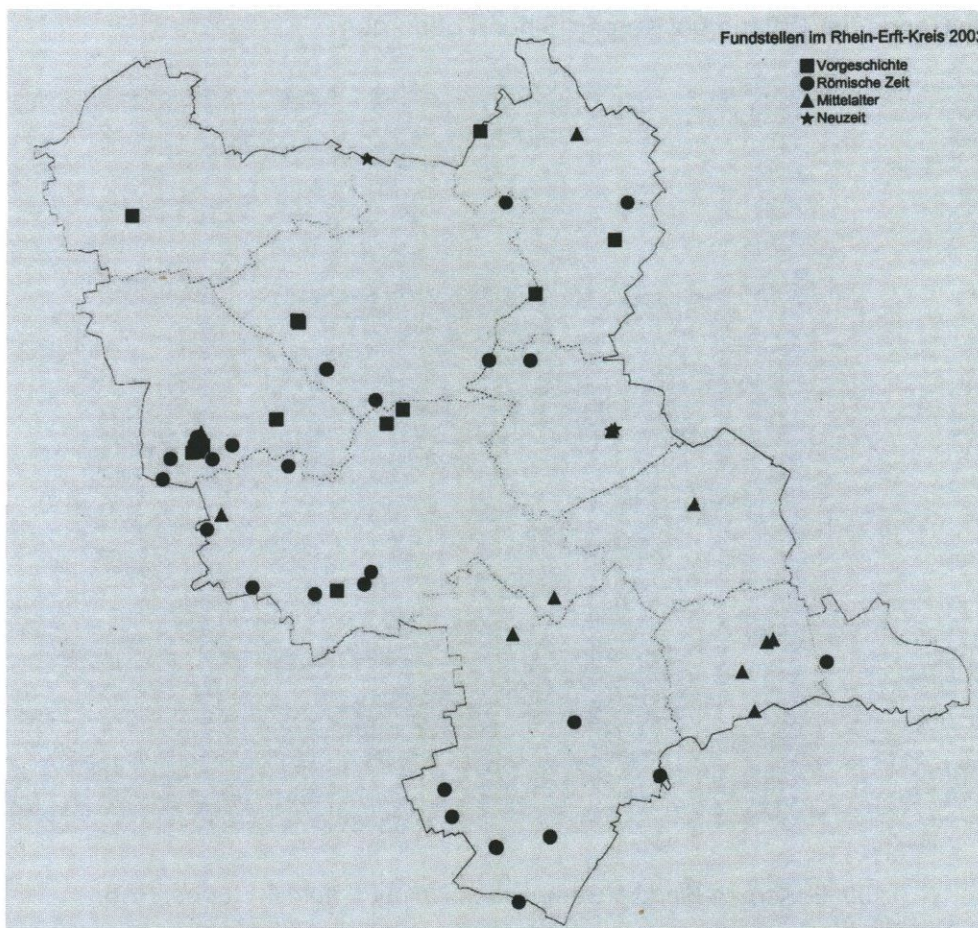 Fundstellen im Rhein-Erft-Kreis
Vorgeschichte
Römische Zeit
Mittelalter
Neuzeit